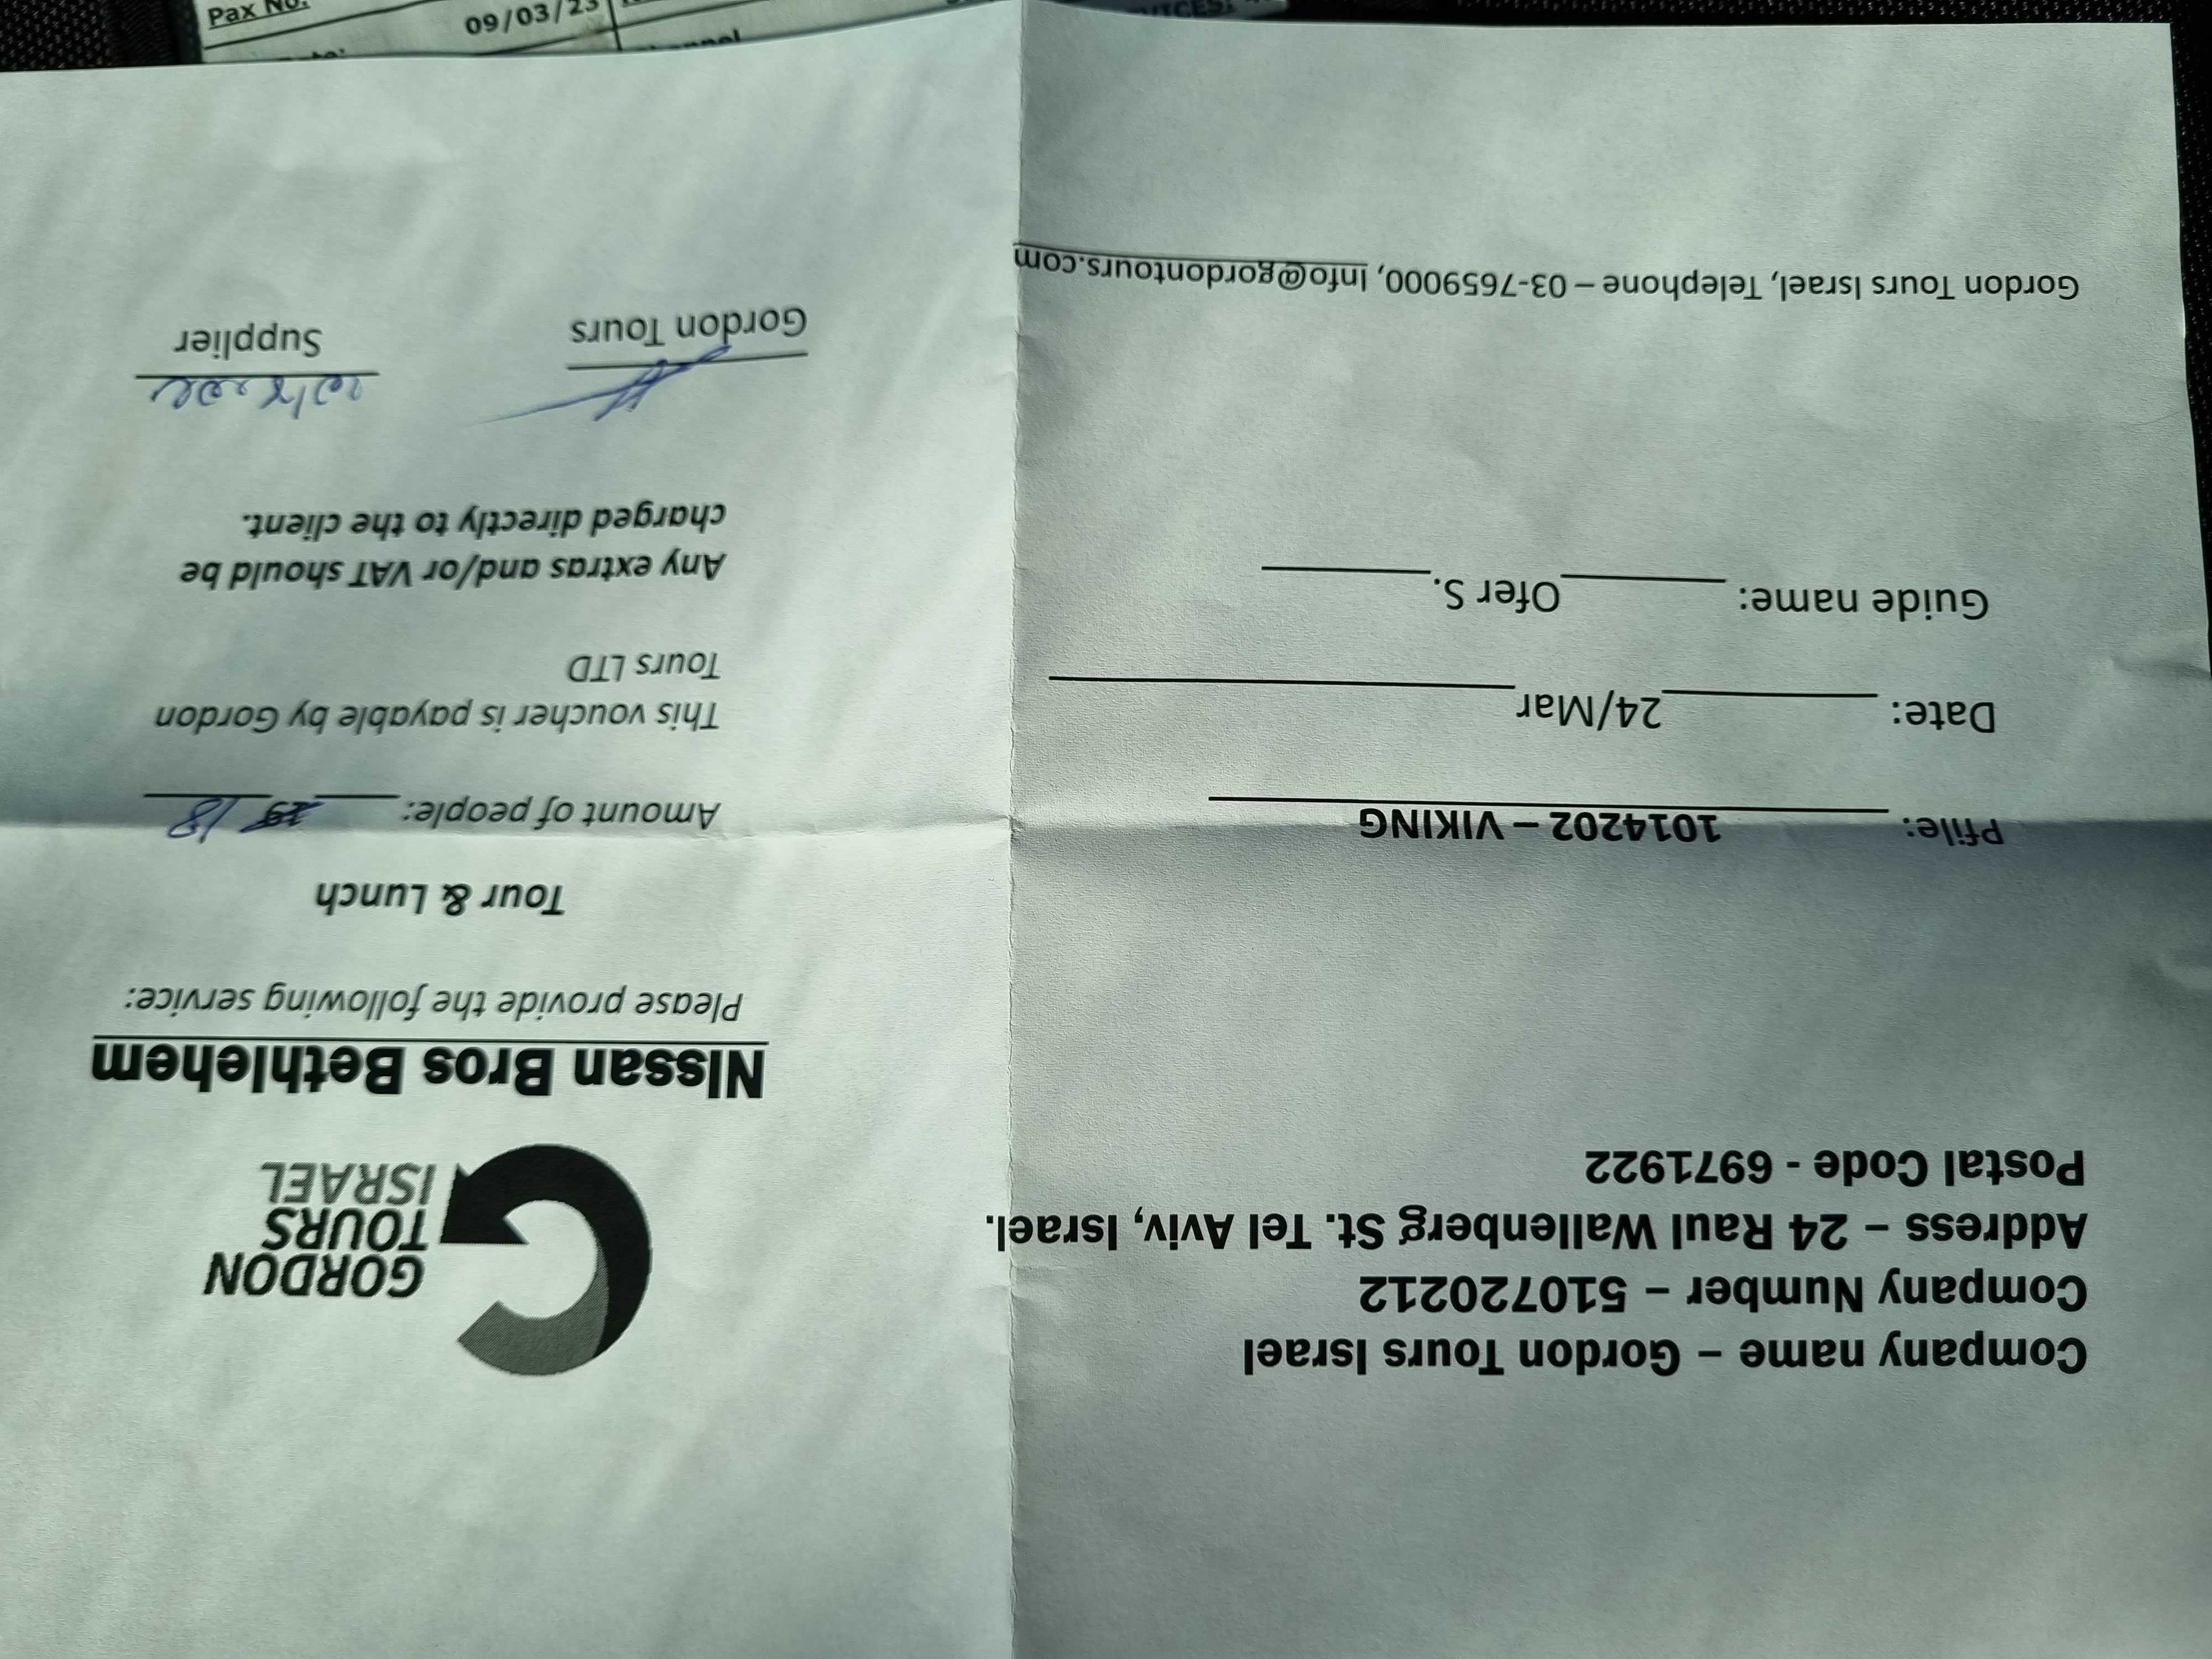 Company name – Gordon Tours Israel
Company Number – 510720212
Address – 24 Raul Wallenberg St. Tel Aviv, Israel.
Postal Code - 6971922
Pfile: 1014202 – VIKING
Date: 24/Mar
Guide name: Ofer S.
Gordon Tours Israel, Telephone – 03-7659000, Info@gordontours.com
GORDON
TOURS
ISRAEL
NIssan Bros Bethlehem
Please provide the following service:
Tour & Lunch
Amount of people: 18
This voucher is payable by Gordon
Tours LTD
Any extras and/or VAT should be
charged directly to the client.
Gordon Tours
Supplier
Pax No.
09/03/23